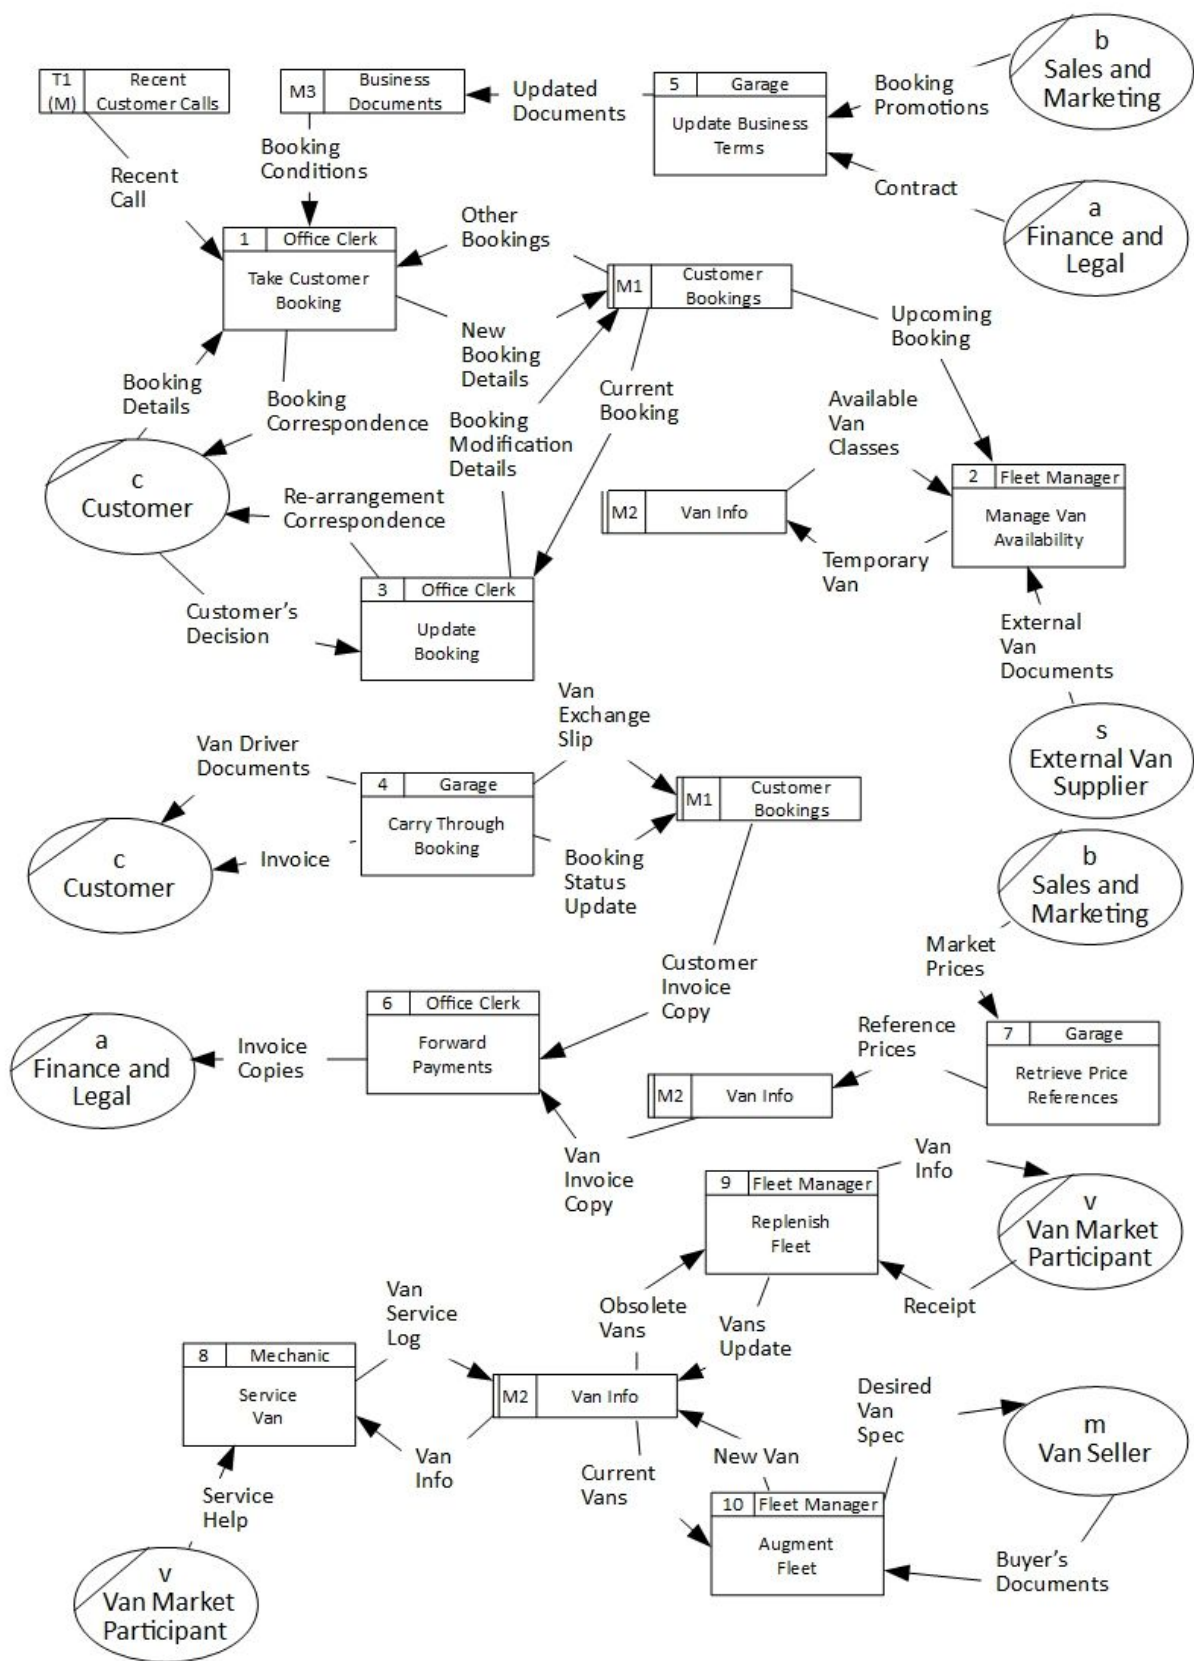 b
Sales and
Marketing
T1
(M)
Recent
Customer Calls
M3
Business
Documents
Updated
Documents
5
Garage
Update Business
Terms
Booking
Promotions
Booking
Conditions
Recent
Call
Contract
a
Finance and
Legal
Other
Bookings
1
Office Clerk
Take Customer
Booking
M1
Customer
Bookings
Upcoming
Booking
New
Booking
Details
Booking
Details
Booking
Correspondence
Booking
Modification
Details
Current
Booking
Available
Van
Classes
c
Customer
Re-arrangement
Correspondence
M2
Van Info
2
Fleet Manager
Manage Van
Availability
Temporary
Van
3
Office Clerk
Update
Booking
Customer's
Decision
External
Van
Documents
Van
Exchange
Slip
s
External Van
Supplier
Van Driver
Documents
4
Garage
Carry Through
Booking
M1
Customer
Bookings
c
Customer
Invoice
Booking
Status
Update
b
Sales and
Marketing
Market
Prices
Customer
Invoice
Copy
6
Office Clerk
Forward
Payments
a
Finance and
Legal
Invoice
Copies
Reference
Prices
7
Garage
Retrieve Price
References
M2
Van Info
Van
Invoice
Copy
Van
Info
9
Fleet Manager
Replenish
Fleet
v
Van Market
Participant
Van
Service
Log
Obsolete
Vans
Vans
Update
Receipt
8
Mechanic
Service
Van
M2
Van Info
Desired
Van
Spec
m
Van Seller
Van
Info
Current
Vans
New Van
Service
Help
10
Fleet Manager
Augment
Fleet
Buyer's
Documents
v
Van Market
Participant